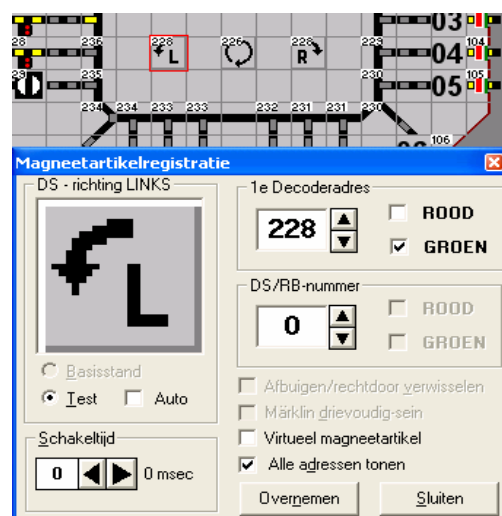 03
28 236 228 226 228 229 104
L R 04
29 235 230 105
05
234 234 233 233 232 231 231 230
106
Magneetartikelregistratie
DS - richting LINKS
L
Basisstand
Test Auto
Schakeltijd
0 0 msec
1e Decoderadres
228 ROOD
GROEN
DS/RB-nummer
0 ROOD
GROEN
Afbuigen/rechtdoor verwisselen
Märklin drievoudig-sein
Virtueel magneetartikel
Alle adressen tonen
Overnemen Sluiten